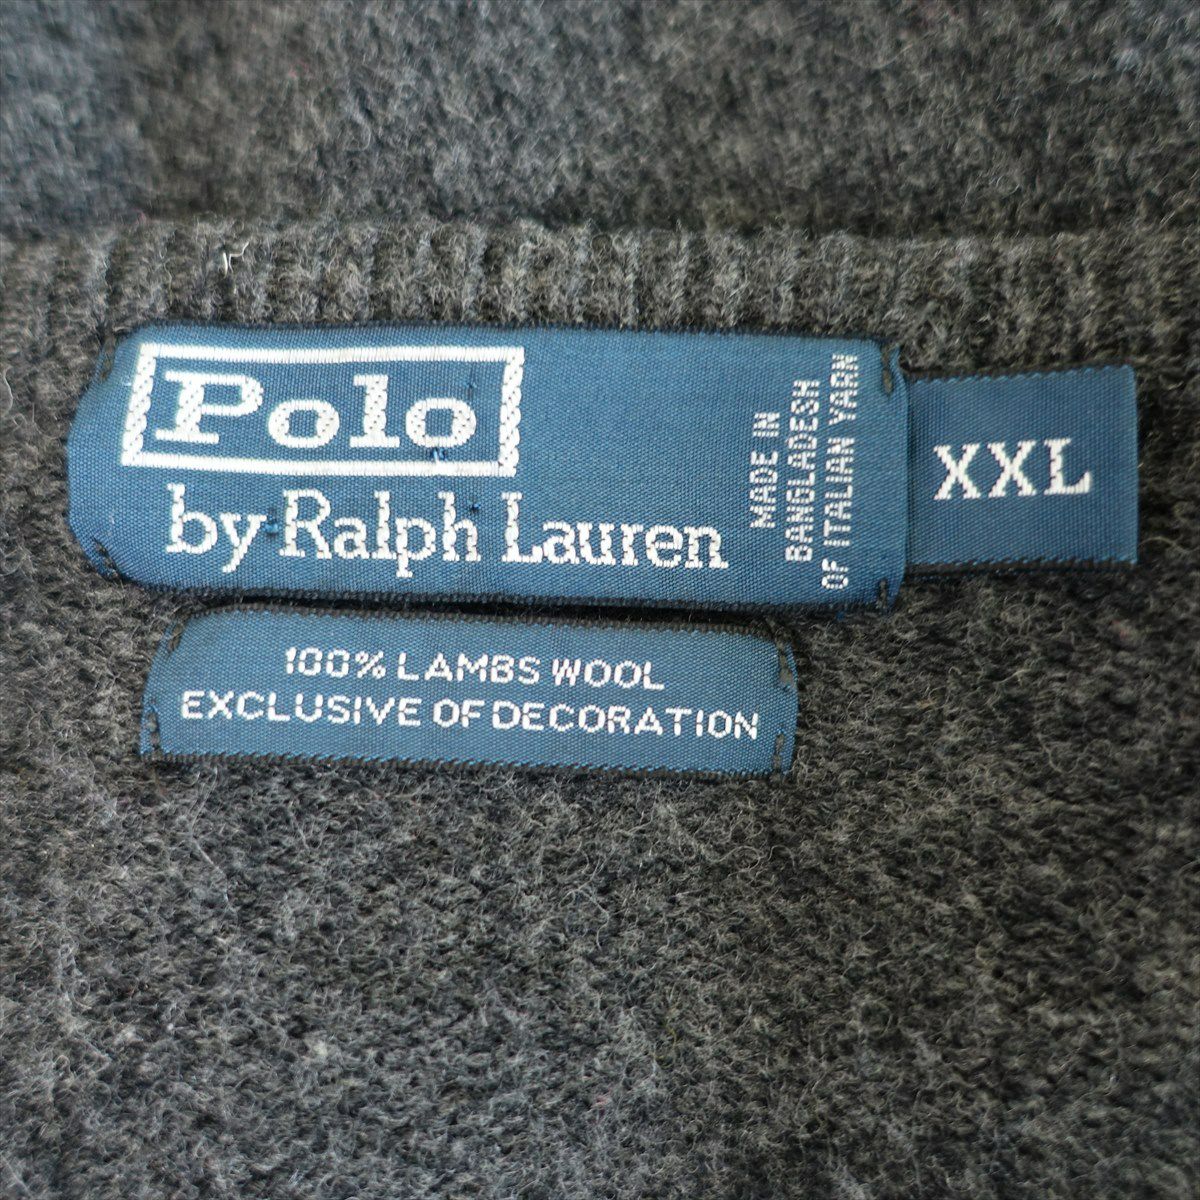 Polo
by Ralph Lauren
MADE IN
BANGLADESH
OF ITALIAN YARN
XXL
100% LAMBS WOOL
EXCLUSIVE OF DECORATION